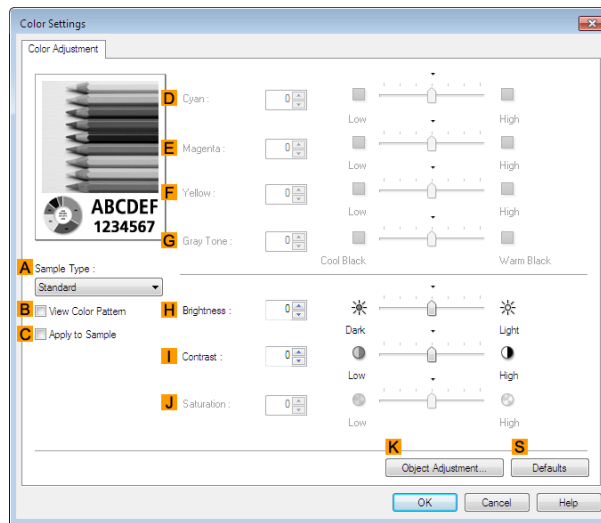 Color Settings
Color Adjustment
D Cyan : 0
Low High
E Magenta : 0
Low High
F Yellow : 0
Low High
ABCDEF
1234567
G Gray Tone : 0
Cool Black Warm Black
A Sample Type :
Standard
B View Color Pattern
H Brightness : 0
Dark Light
C Apply to Sample
I Contrast : 0
Low High
J Saturation : 0
Low High
K S
Object Adjustment... Defaults
OK Cancel Help